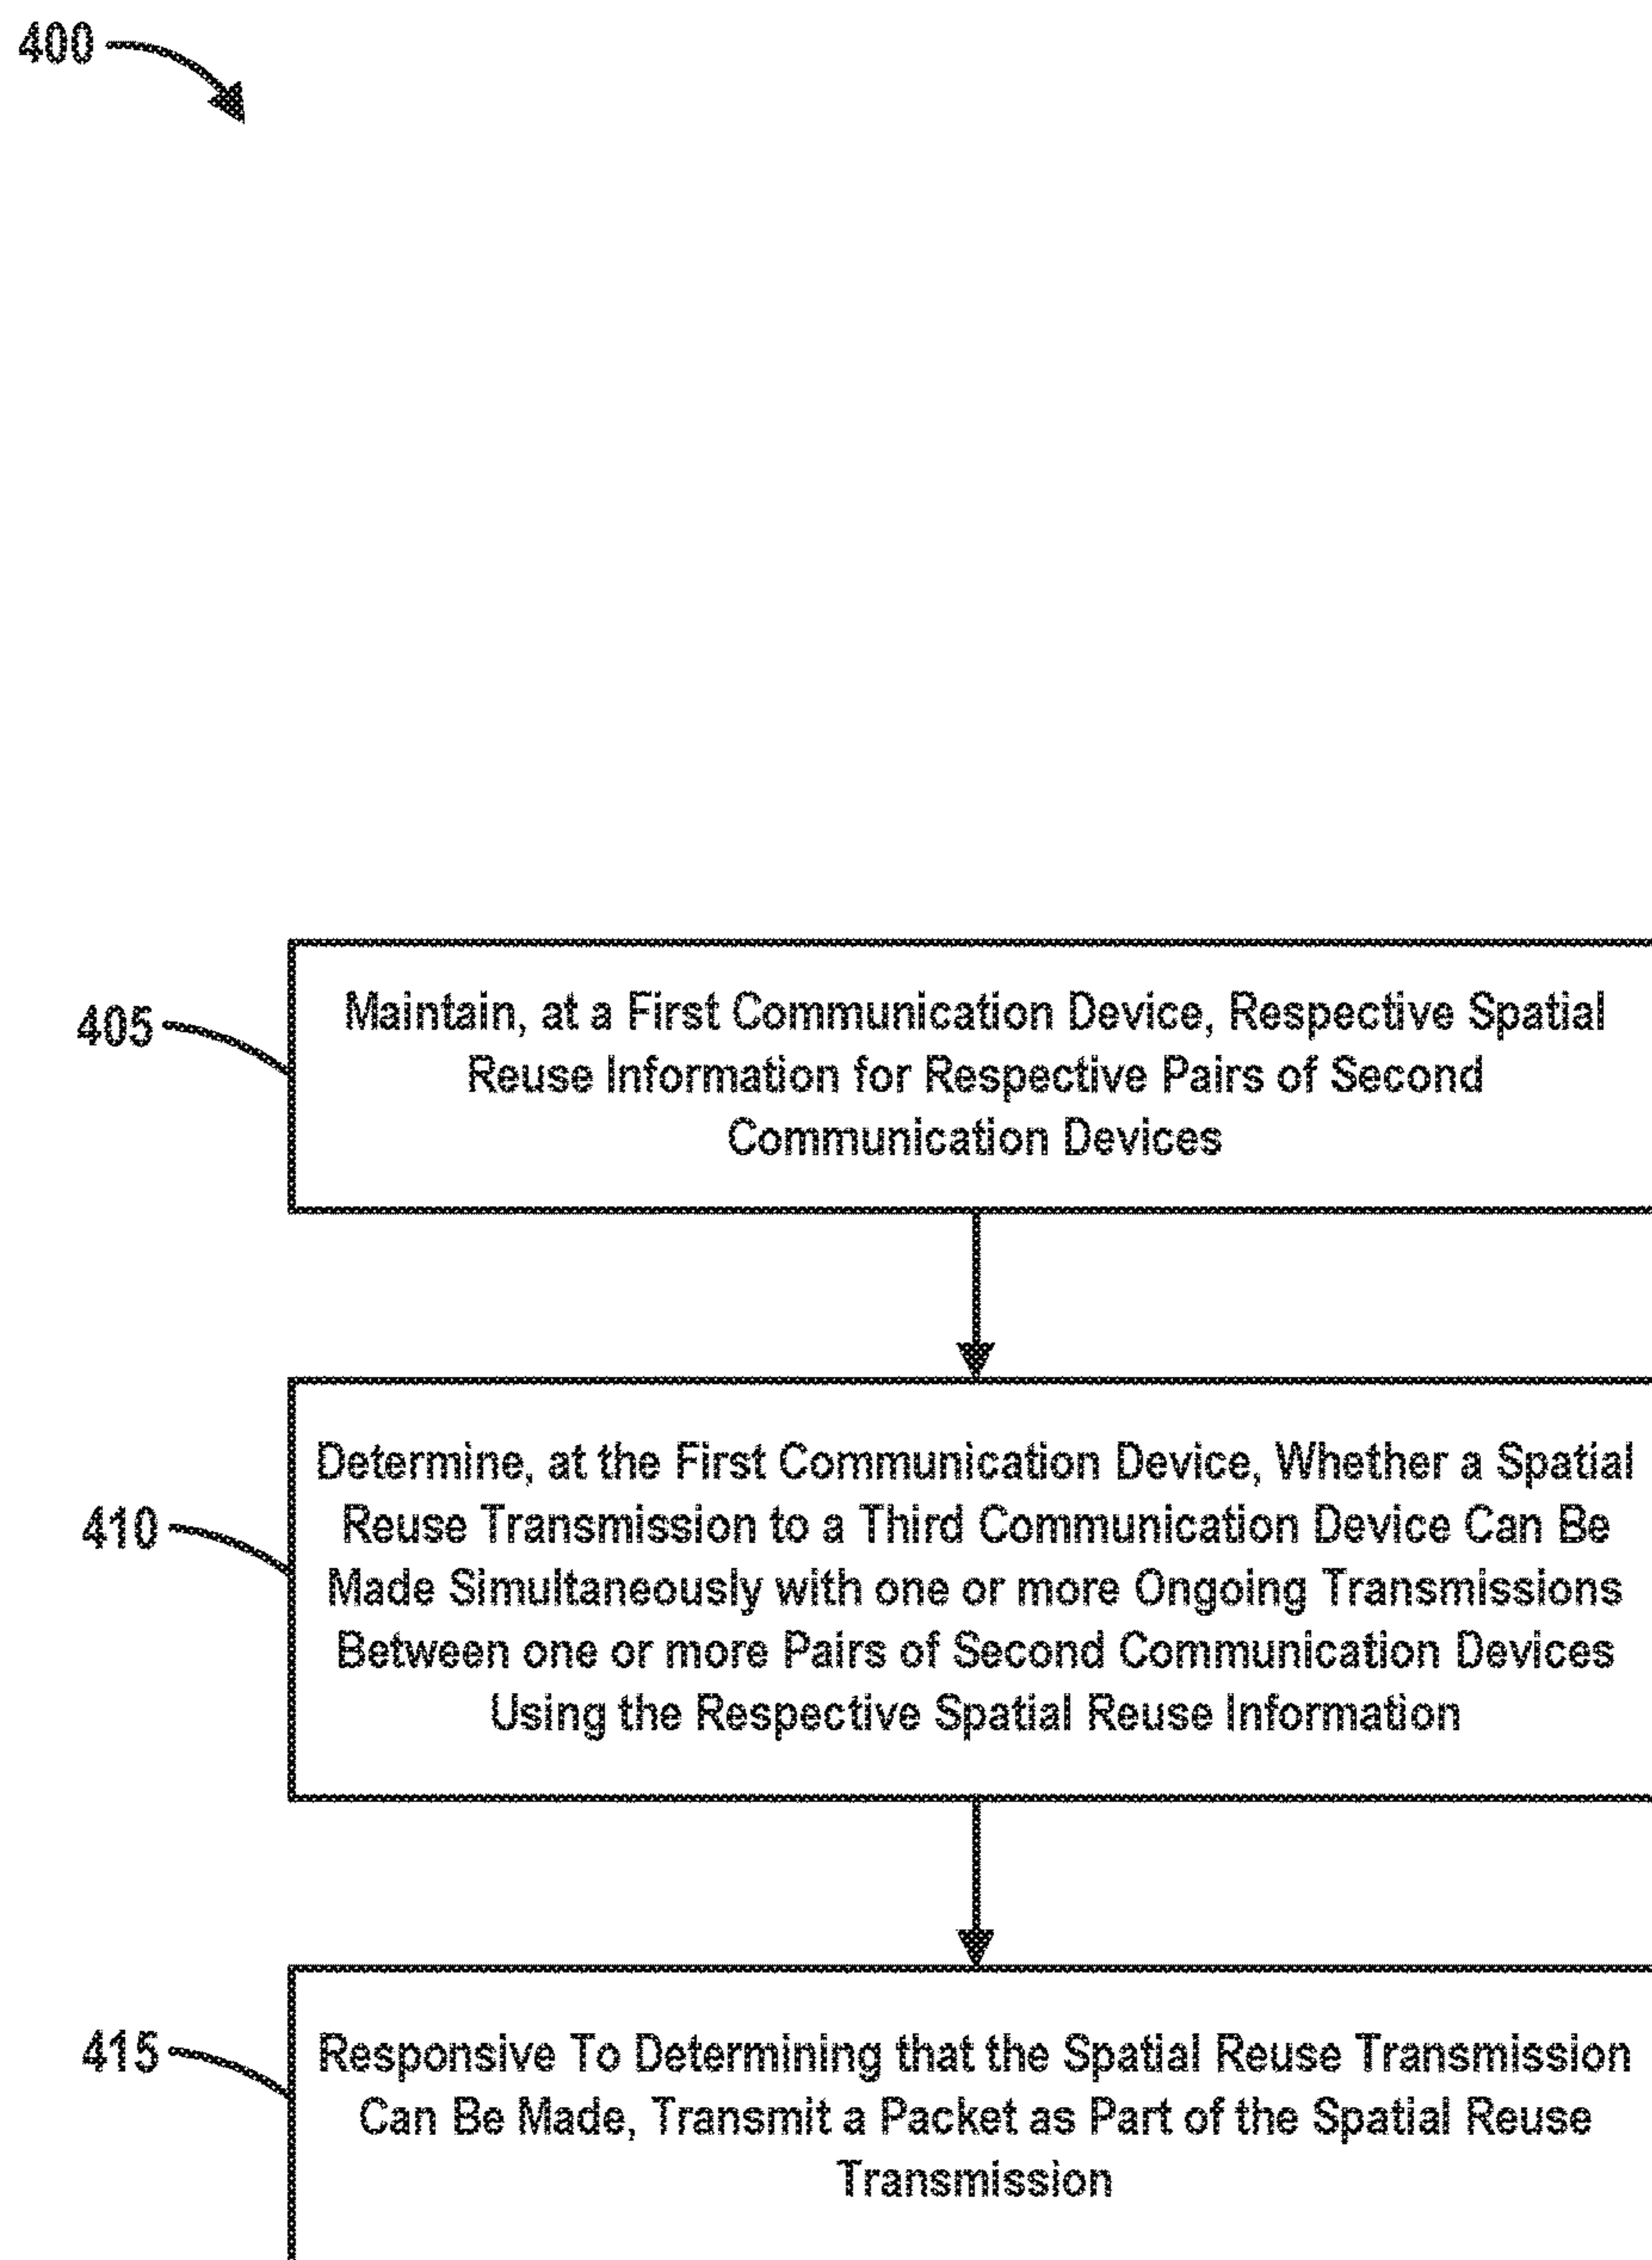 400
405
Maintain, at a First Communication Device, Respective Spatial
Reuse Information for Respective Pairs of Second
Communication Devices
410
Determine, at the First Communication Device, Whether a Spatial
Reuse Transmission to a Third Communication Device Can Be
Made Simultaneously with one or more Ongoing Transmissions
Between one or more Pairs of Second Communication Devices
Using the Respective Spatial Reuse Information
415
Responsive To Determining that the Spatial Reuse Transmission
Can Be Made, Transmit a Packet as Part of the Spatial Reuse
Transmission